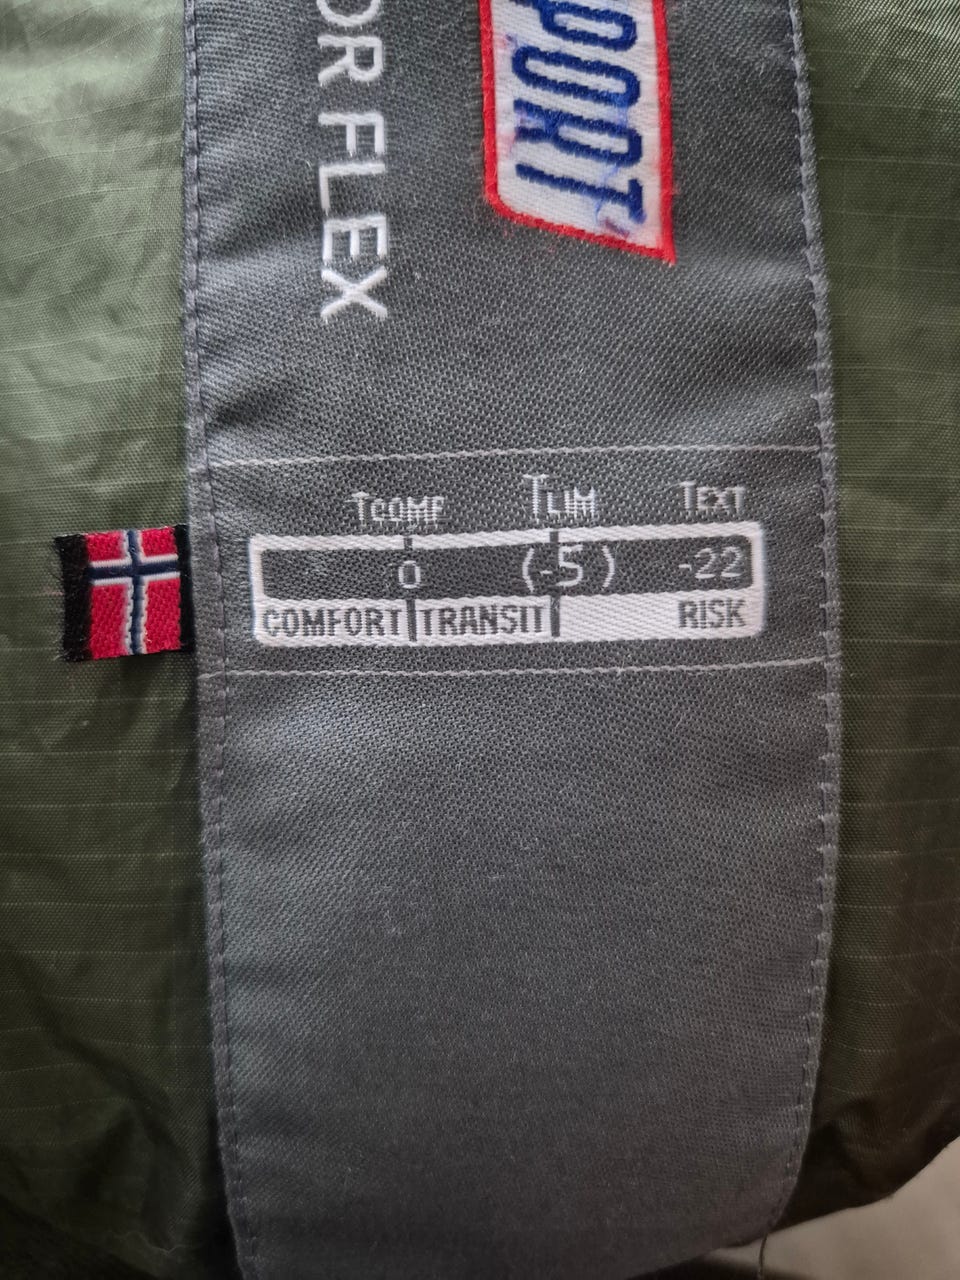 PORT
OR FLEX
TCOMF TLIM TEXT
0 (-5) -22
COMFORT TRANSIT RISK